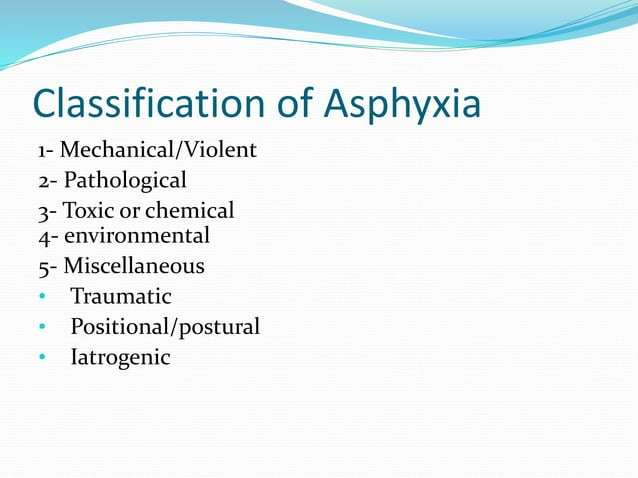 Classification of Asphyxia
1- Mechanical/Violent
2- Pathological
3- Toxic or chemical
4- environmental
5- Miscellaneous
• Traumatic
• Positional/postural
• Iatrogenic